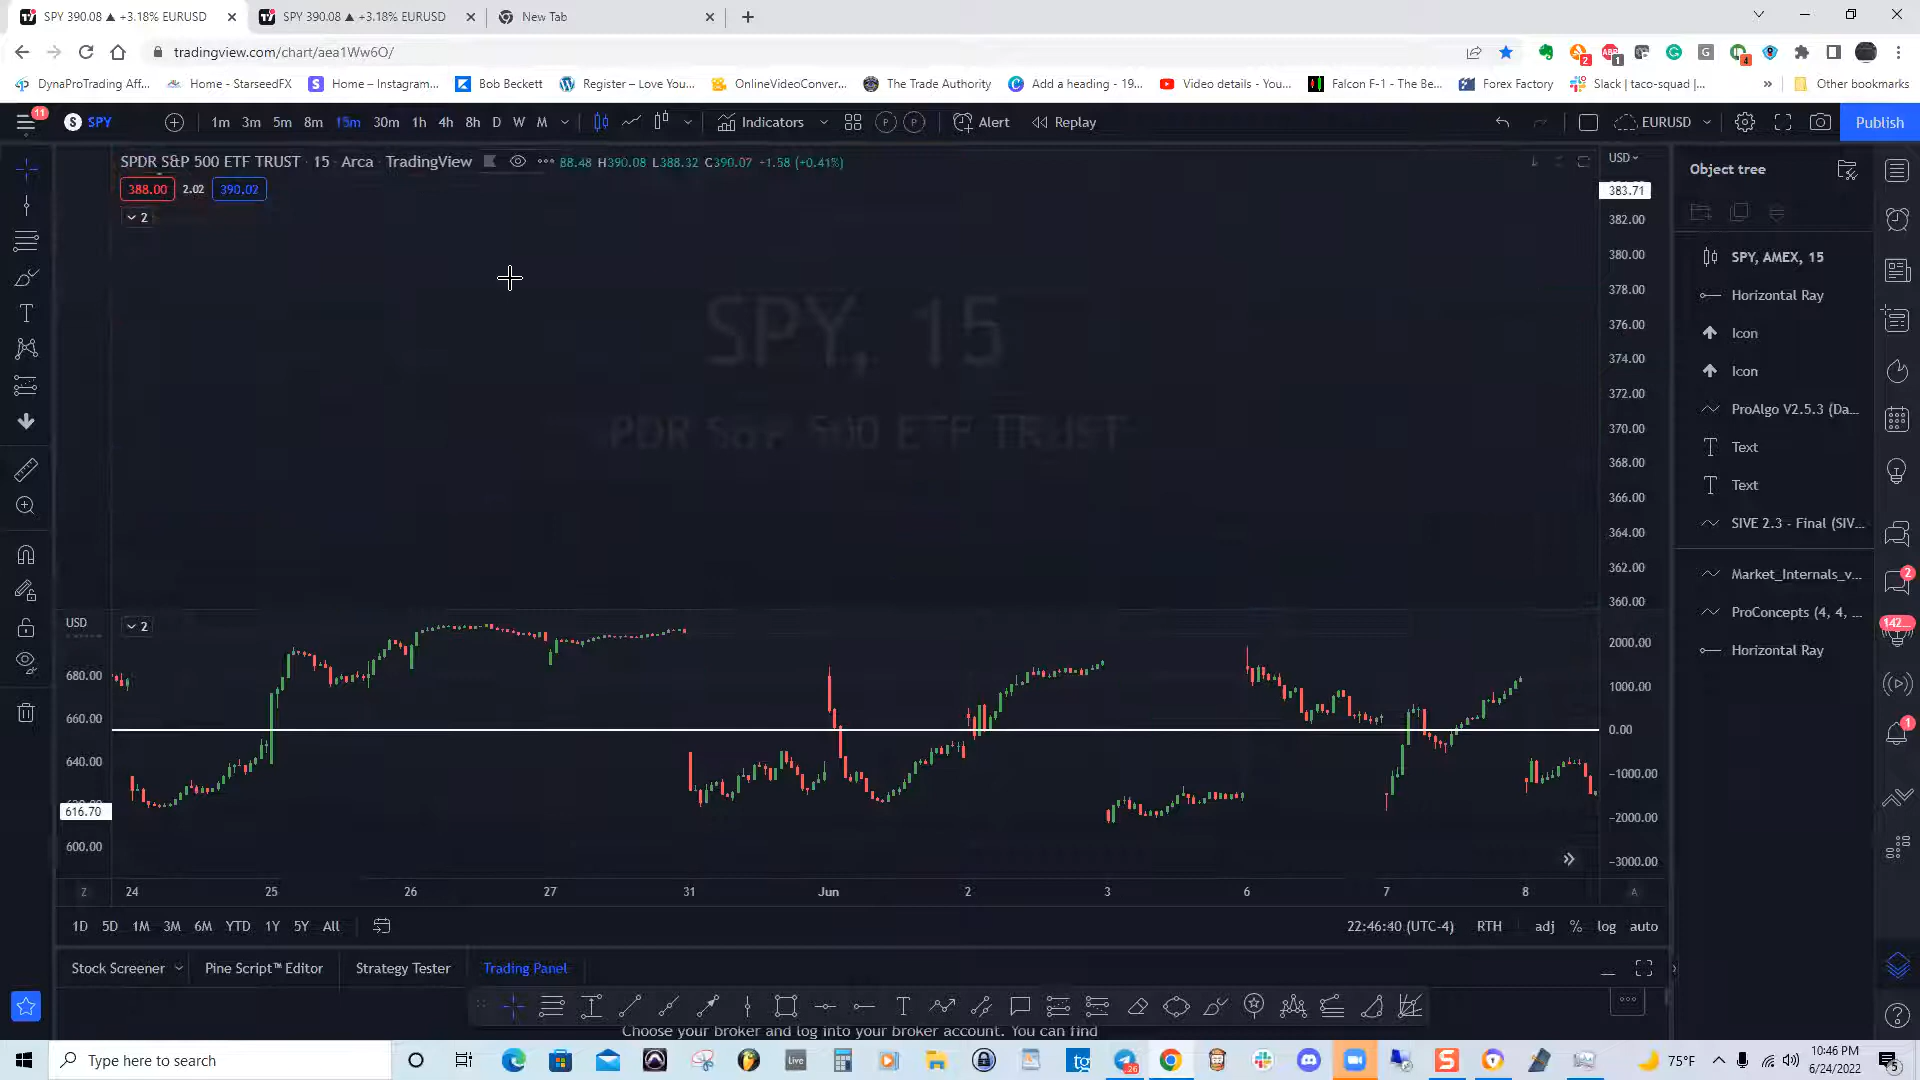 SPY 390.08 ▲ +3.18% EURUSD
SPY 390.08 ▲ +3.18% EURUSD
New Tab
tradingview.com/chart/aea1Ww6O/
DynaProTrading Aff...
Home - StarseedFX
Home – Instagram...
Bob Beckett
Register – Love You...
OnlineVideoConver...
The Trade Authority
Add a heading - 19...
Video details - You...
Falcon F-1 - The Be...
Forex Factory
Slack | taco-squad |...
Other bookmarks
11
SPY
1m 3m 5m 8m 15m 30m 1h 4h 8h D W M
Indicators
Alert
Replay
EURUSD
Publish
SPDR S&P 500 ETF TRUST · 15 · Arca · TradingView
88.48 H390.08 L388.32 C390.07 -1.58 (+0.41%)
388.00 2.02 390.02
2
SPY, 15
PDR S&P 500 ETF TRUST
USD
383.71
382.00
380.00
378.00
376.00
374.00
372.00
370.00
368.00
366.00
364.00
362.00
360.00
USD
2
680.00
660.00
640.00
616.70
600.00
2000.00
1000.00
0.00
-1000.00
-2000.00
-3000.00
Z 24 25 26 27 31 Jun 2 3 6 7 8 A
1D 5D 1M 3M 6M YTD 1Y 5Y All
22:46:40 (UTC-4) RTH adj % log auto
Stock Screener
Pine Script™ Editor
Strategy Tester
Trading Panel
Choose your broker and log into your broker account. You can find
Object tree
SPY, AMEX, 15
Horizontal Ray
Icon
Icon
ProAlgo V2.5.3 (Da...
Text
Text
SIVE 2.3 - Final (SIV...
Market_Internals_v...
ProConcepts (4, 4, ...
Horizontal Ray
2
142...
1
Type here to search
Live
tg
26
75°F
10:46 PM
6/24/2022
5